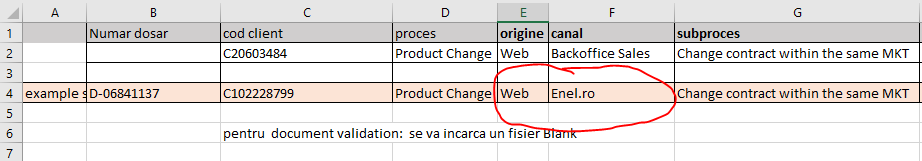 A B C D E F G
1 Numar dosar cod client proces origine canal subproces
2 C20603484 Product Change Web Backoffice Sales Change contract within the same MKT
3
4 example s D-06841137 C102228799 Product Change Web Enel.ro Change contract within the same MKT
5
6 pentru document validation: se va incarca un fisier Blank
7